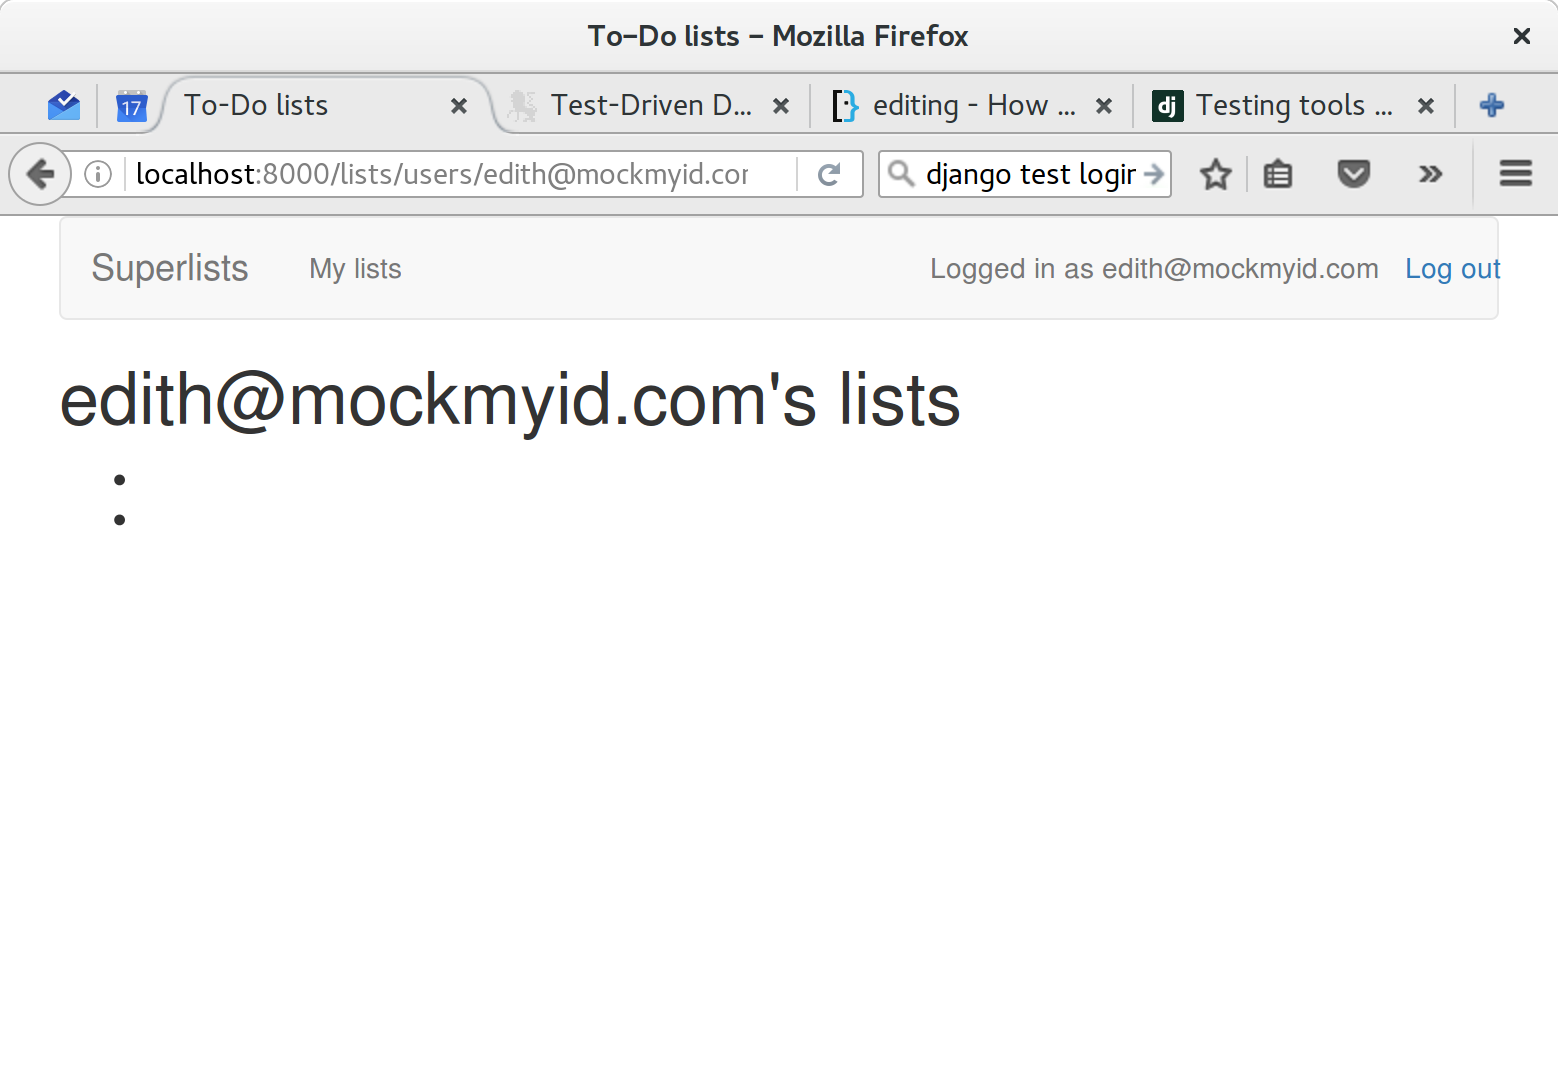 To-Do lists - Mozilla Firefox
17 To-Do lists Test-Driven D... editing - How ... dj Testing tools ...
localhost:8000/lists/users/edith@mockmyid.cor django test login
Superlists My lists Logged in as edith@mockmyid.com Log out
edith@mockmyid.com's lists